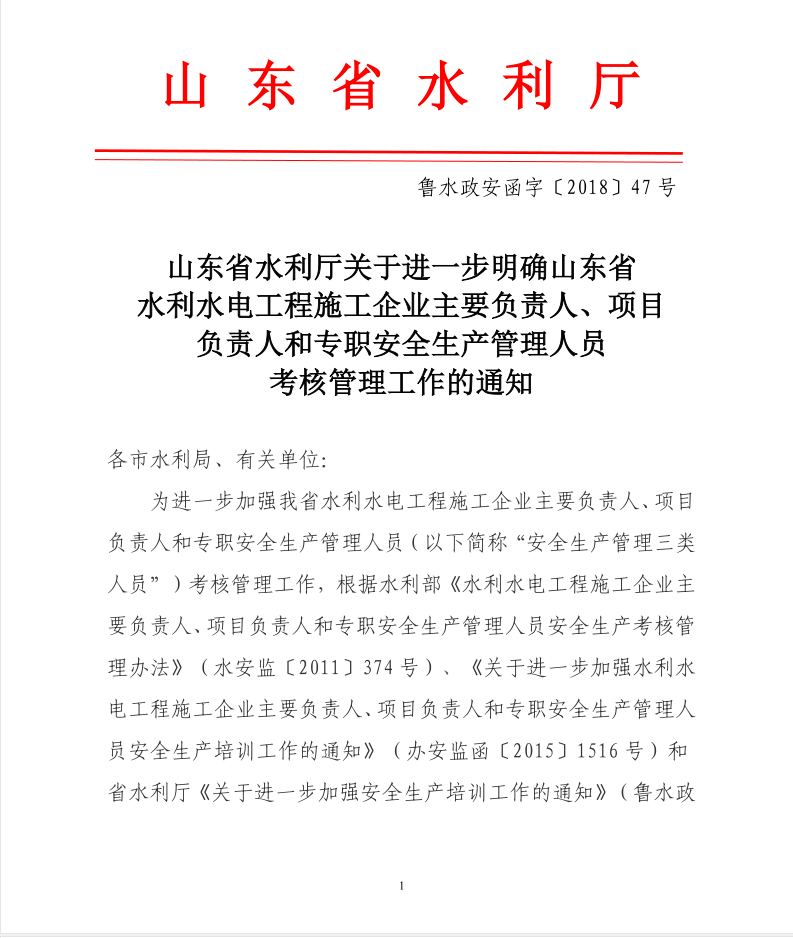 山东省水利厅
鲁水政安函字〔2018〕47号
山东省水利厅关于进一步明确山东省
水利水电工程施工企业主要负责人、项目
负责人和专职安全生产管理人员
考核管理工作的通知
各市水利局、有关单位:
为进一步加强我省水利水电工程施工企业主要负责人、项目
负责人和专职安全生产管理人员(以下简称“安全生产管理三类
人员”)考核管理工作,根据水利部《水利水电工程施工企业主
要负责人、项目负责人和专职安全生产管理人员安全生产考核管
理办法》(水安监〔2011〕374号)、《关于进一步加强水利水
电工程施工企业主要负责人、项目负责人和专职安全生产管理人
员安全生产培训工作的通知》(办安监函〔2015〕1516号)和
省水利厅《关于进一步加强安全生产培训工作的通知》(鲁水政
1